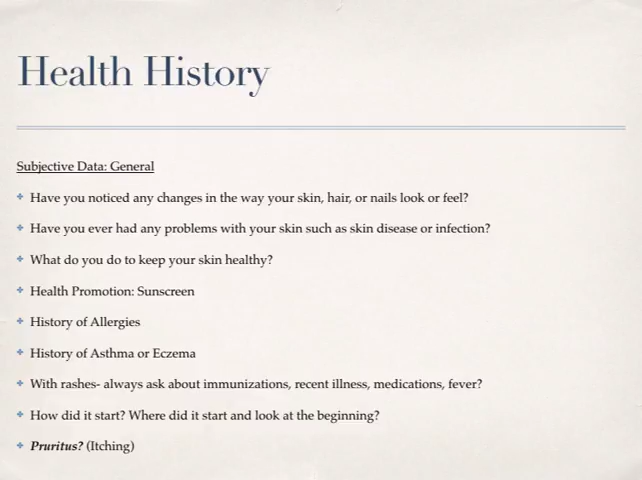 Health History
Subjective Data: General
Have you noticed any changes in the way your skin, hair, or nails look or feel?
Have you ever had any problems with your skin such as skin disease or infection?
What do you do to keep your skin healthy?
Health Promotion: Sunscreen
History of Allergies
History of Asthma or Eczema
With rashes- always ask about immunizations, recent illness, medications, fever?
How did it start? Where did it start and look at the beginning?
Pruritus? (Itching)